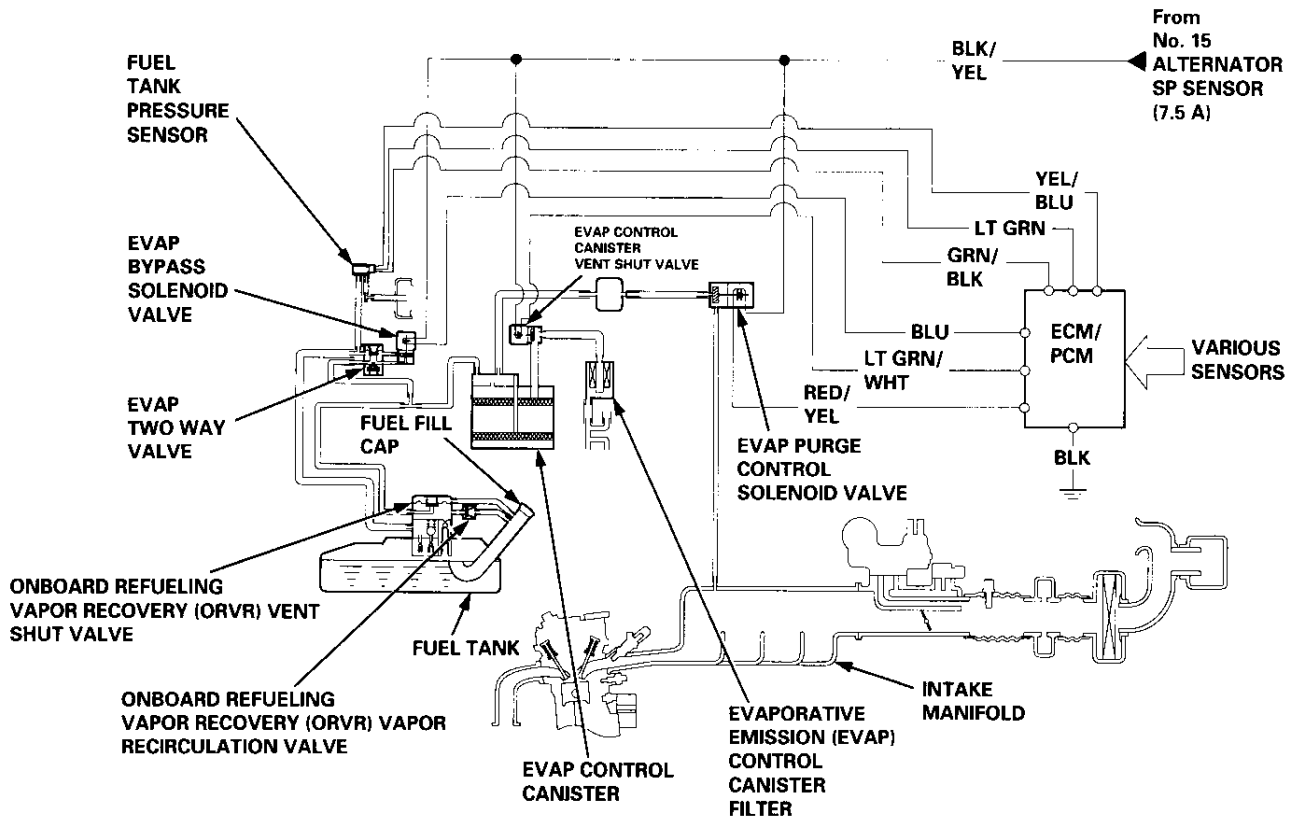 From
No. 15
ALTERNATOR
SP SENSOR
(7.5 A)
BLK/
YEL
FUEL
TANK
PRESSURE
SENSOR
YEL/
BLU
LT GRN
GRN/
BLK
EVAP
BYPASS
SOLENOID
VALVE
EVAP CONTROL
CANISTER
VENT SHUT VALVE
BLU
LT GRN/
WHT
RED/
YEL
ECM/
PCM
VARIOUS
SENSORS
EVAP
TWO WAY
VALVE
FUEL FILL
CAP
EVAP PURGE
CONTROL
SOLENOID VALVE
BLK
ONBOARD REFUELING
VAPOR RECOVERY (ORVR) VENT
SHUT VALVE
FUEL TANK
ONBOARD REFUELING
VAPOR RECOVERY (ORVR) VAPOR
RECIRCULATION VALVE
EVAP CONTROL
CANISTER
EVAPORATIVE
EMISSION (EVAP)
CONTROL
CANISTER
FILTER
INTAKE
MANIFOLD